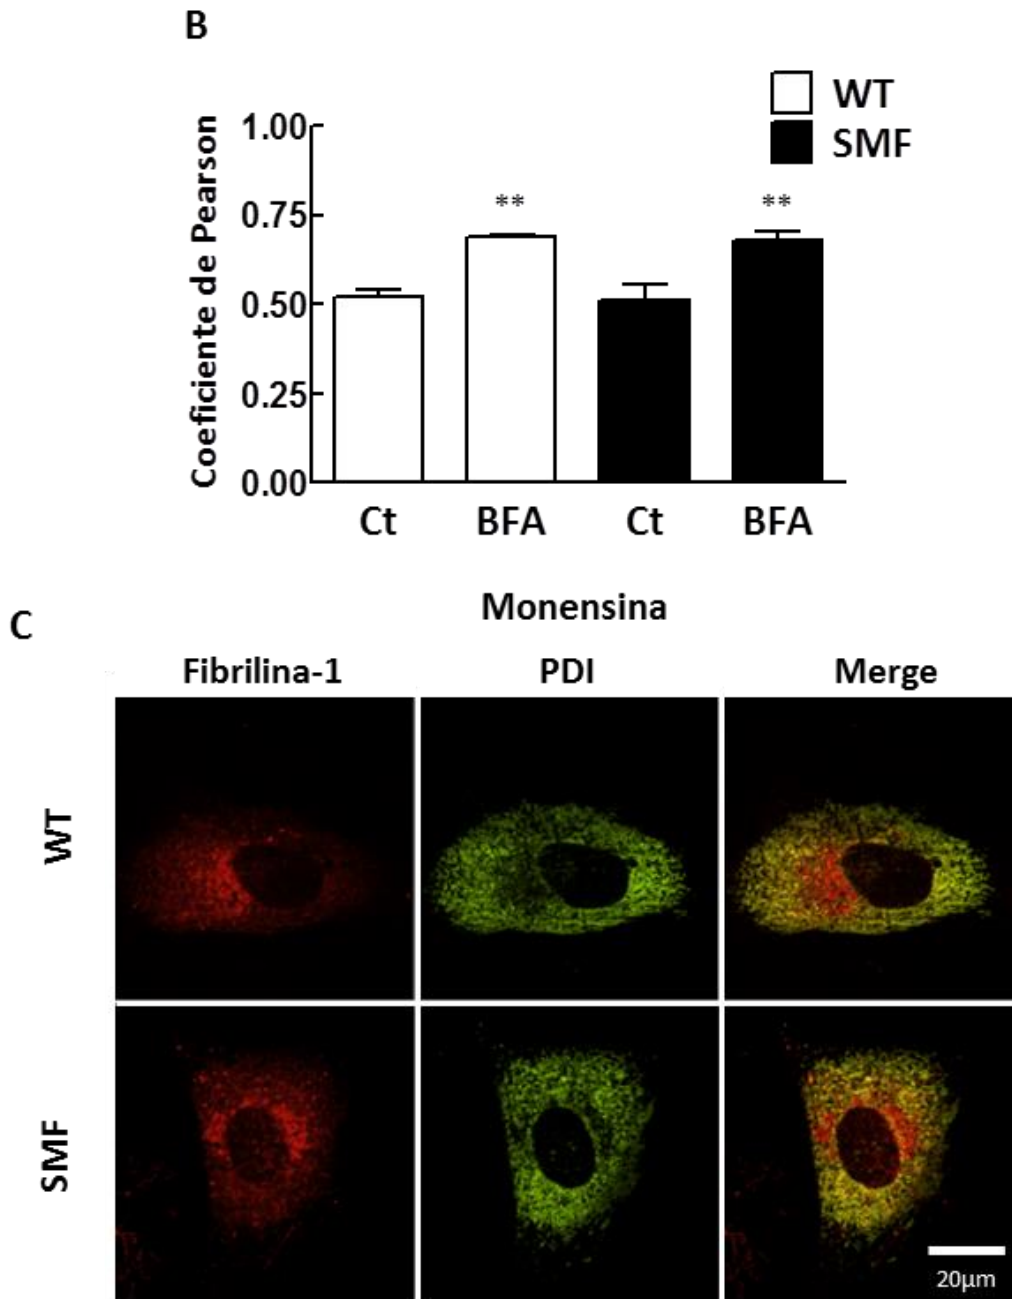 B
WT
SMF
Coeficiente de Pearson
1.00
0.75
0.50
0.25
0.00
** **
Ct BFA Ct BFA
C
Monensina
Fibrilina-1 PDI Merge
WT
SMF
20µm